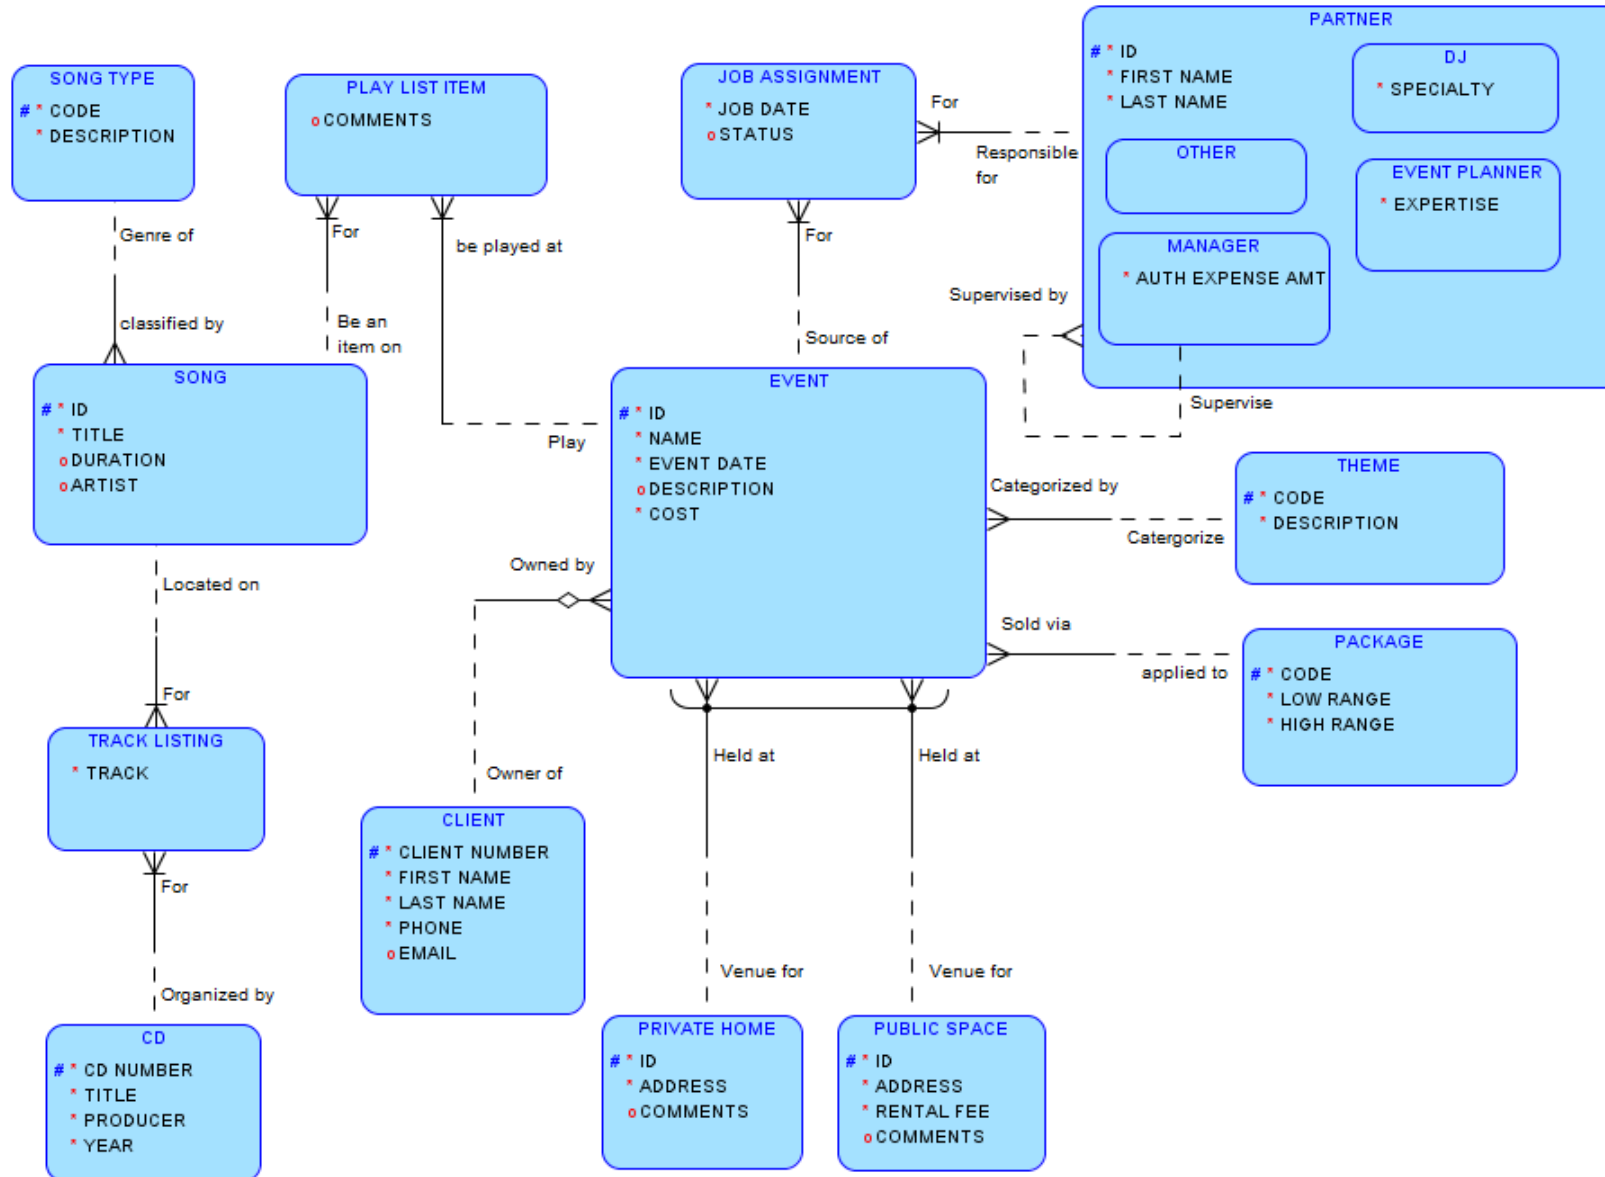 SONG TYPE
# * CODE
* DESCRIPTION
PLAY LIST ITEM
o COMMENTS
JOB ASSIGNMENT
* JOB DATE
o STATUS
PARTNER
# * ID
* FIRST NAME
* LAST NAME
DJ
* SPECIALTY
OTHER
EVENT PLANNER
* EXPERTISE
MANAGER
* AUTH EXPENSE AMT
For
Responsible
for
Genre of
classified by
For
Be an
item on
be played at
Play
For
Source of
Supervised by
Supervise
SONG
# * ID
* TITLE
o DURATION
o ARTIST
EVENT
# * ID
* NAME
* EVENT DATE
o DESCRIPTION
* COST
Categorized by
Catergorize
THEME
# * CODE
* DESCRIPTION
Located on
For
Owned by
Owner of
Sold via
applied to
PACKAGE
# * CODE
* LOW RANGE
* HIGH RANGE
TRACK LISTING
* TRACK
For
Organized by
CLIENT
# * CLIENT NUMBER
* FIRST NAME
* LAST NAME
* PHONE
o EMAIL
Held at
Held at
Venue for
Venue for
CD
# * CD NUMBER
* TITLE
* PRODUCER
* YEAR
PRIVATE HOME
# * ID
* ADDRESS
o COMMENTS
PUBLIC SPACE
# * ID
* ADDRESS
* RENTAL FEE
o COMMENTS